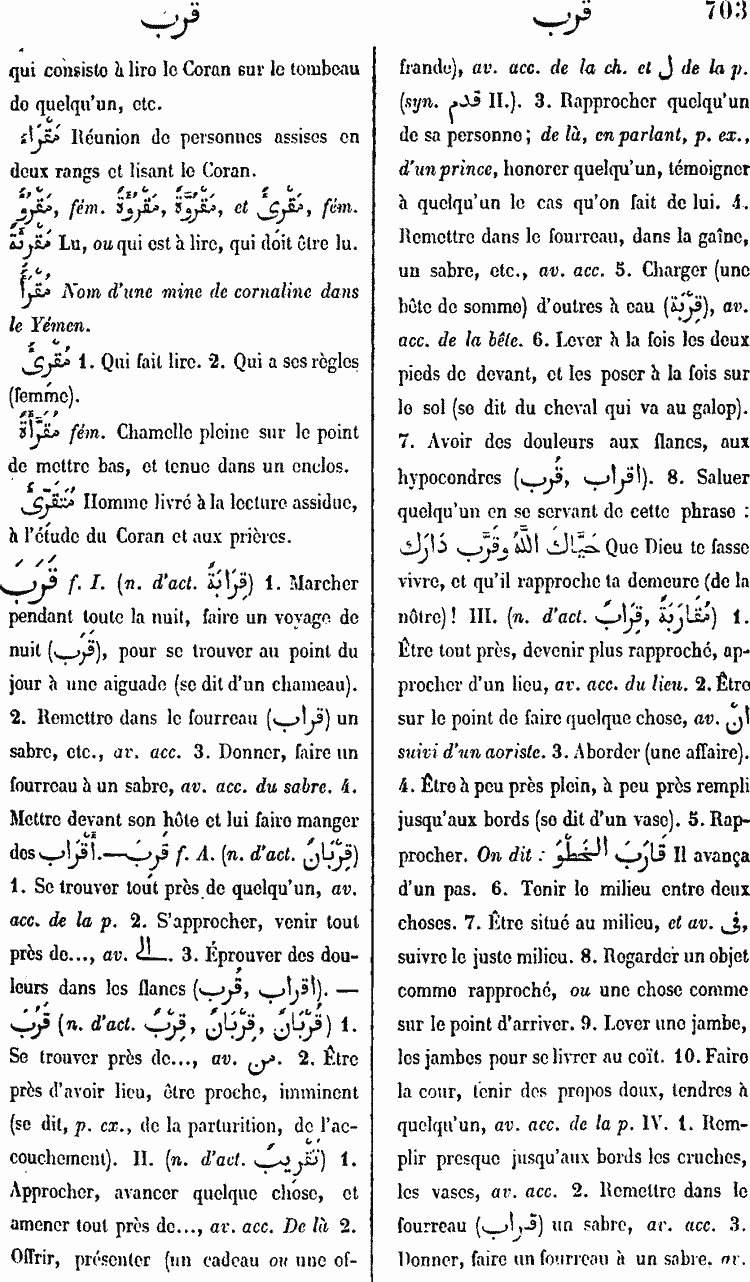 قرب
قرب
703
qui consiste à lire le Coran sur le tombeau
de quelqu'un, etc.
مُقْرَّاء Réunion de personnes assises en
deux rangs et lisant le Coran.
fém. et fém.
Lu, ou qui est à lire, qui doit être lu.
مُقْرَأ Nom d'une mine de cornaline dans
le Yémen.
مُقْرِئٌ 1. Qui fait lire. 2. Qui a ses règles
(femme).
مُقَرَّأَةٌ fém. Chamelle pleine sur le point
de mettre bas, et tenue dans un enclos.
مُتَقَرِّئٌ Homme livré à la lecture assidue,
à l'étude du Coran et aux prières.
قَرَبَ f. I. (n. d'act. قِرَابَةٌ) 1. Marcher
pendant toute la nuit, faire un voyage de
nuit (قَرَب), pour se trouver au point du
jour à une aiguade (se dit d'un chameau).
2. Remettre dans le fourreau (قراب) un
sabre, etc., av. acc. 3. Donner, faire un
fourreau à un sabre, av. acc. du sabre. 4.
Mettre devant son hôte et lui faire manger
des أَقْرَاب.—قَرِبَ f. A. (n. d'act. قِرْبَانٌ)
1. Se trouver tout près de quelqu'un, av.
acc. de la p. 2. S'approcher, venir tout
près de..., av. الى. 3. Éprouver des dou-
leurs dans les flancs (قُرب, اقراب). —
قَرُبَ (n. d'act. قُرْبٌ, قُرْبَانٌ, قِرْبَانٌ) 1.
Se trouver près de..., av. من. 2. Être
près d'avoir lieu, être proche, imminent
(se dit, p. ex., de la parturition, de l'ac-
couchement). II. (n. d'act. تَقْرِيبٌ) 1.
Approcher, avancer quelque chose, et
amener tout près de..., av. acc. De là 2.
Offrir, présenter (un cadeau ou une of-
frande), av. acc. de la ch. et ل de la p.
(syn. قدم II.). 3. Rapprocher quelqu'un
de sa personne; de là, en parlant, p. ex.,
d'un prince, honorer quelqu'un, témoigner
à quelqu'un le cas qu'on fait de lui. 4.
Remettre dans le fourreau, dans la gaîne,
un sabre, etc., av. acc. 5. Charger (une
bête de somme) d'outres à eau (قِرْبَة), av.
acc. de la bête. 6. Lever à la fois les deux
pieds de devant, et les poser à la fois sur
le sol (se dit du cheval qui va au galop).
7. Avoir des douleurs aux flancs, aux
hypocondres (قُرب, اقراب). 8. Saluer
quelqu'un en se servant de cette phrase :
حَيَّاكَ اللّٰهُ وَقَرَّبَ دَارَكَ Que Dieu te fasse
vivre, et qu'il rapproche ta demeure (de la
nôtre)! III. (n. d'act. مُقَارَبَةٌ, قِرَابٌ) 1.
Être tout près, devenir plus rapproché, ap-
procher d'un lieu, av. acc. du lieu. 2. Être
sur le point de faire quelque chose, av. أَنْ
suivi d'un aoriste. 3. Aborder (une affaire).
4. Être à peu près plein, à peu près rempli
jusqu'aux bords (se dit d'un vase). 5. Rap-
procher. On dit : قَارَبَ الْخَطْوَ Il avança
d'un pas. 6. Tenir le milieu entre deux
choses. 7. Être situé au milieu, et av. فى,
suivre le juste milieu. 8. Regarder un objet
comme rapproché, ou une chose comme
sur le point d'arriver. 9. Lever une jambe,
les jambes pour se livrer au coït. 10. Faire
la cour, tenir des propos doux, tendres à
quelqu'un, av. acc. de la p. IV. 1. Rem-
plir presque jusqu'aux bords les cruches,
les vases, av. acc. 2. Remettre dans le
fourreau (قراب) un sabre, av. acc. 3.
Donner, faire un fourreau à un sabre, av.